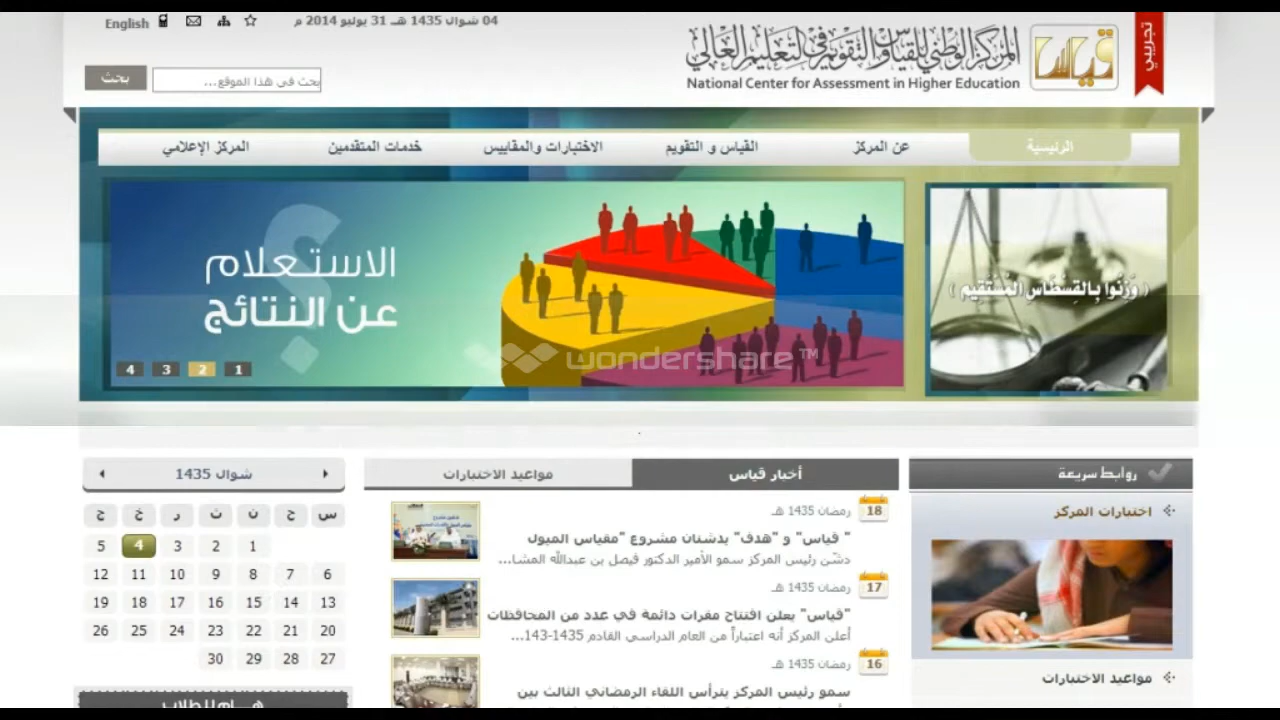 English
04 شوال 1435 هـ 31 يوليو 2014 م
المركز الوطني للقياس والتقويم في التعليم العالي
National Center for Assessment in Higher Education
قياس
تجريبي
بحث
بحث في هذا الموقع...
الرئيسية
عن المركز
القياس و التقويم
الاختبارات والمقاييس
خدمات المتقدمين
المركز الإعلامي
الاستعلام
عن النتائج
؟
1 2 3 4
( وَزِنُوا بِالقِسْطَاسِ الْمُسْتَقِيمِ )
wondershare™
روابط سريعة
اختبارات المركز
مواعيد الاختبارات
أخبار قياس
مواعيد الاختبارات
18
رمضان 1435 هـ
" قياس" و "هدف" يدشنان مشروع "مقياس الميول
دشّن رئيس المركز سمو الأمير الدكتور فيصل بن عبدالله المشا...
17
رمضان 1435 هـ
"قياس" يعلن افتتاح مقرات دائمة في عدد من المحافظات
أعلن المركز أنه اعتباراً من العام الدراسي القادم 1435-143...
16
رمضان 1435 هـ
سمو رئيس المركز يترأس اللقاء الرمضاني الثالث بين
شوال 1435
س ح ن ث ر خ ج
1 2 3 4 5
6 7 8 9 10 11 12
13 14 15 16 17 18 19
20 21 22 23 24 25 26
27 28 29 30